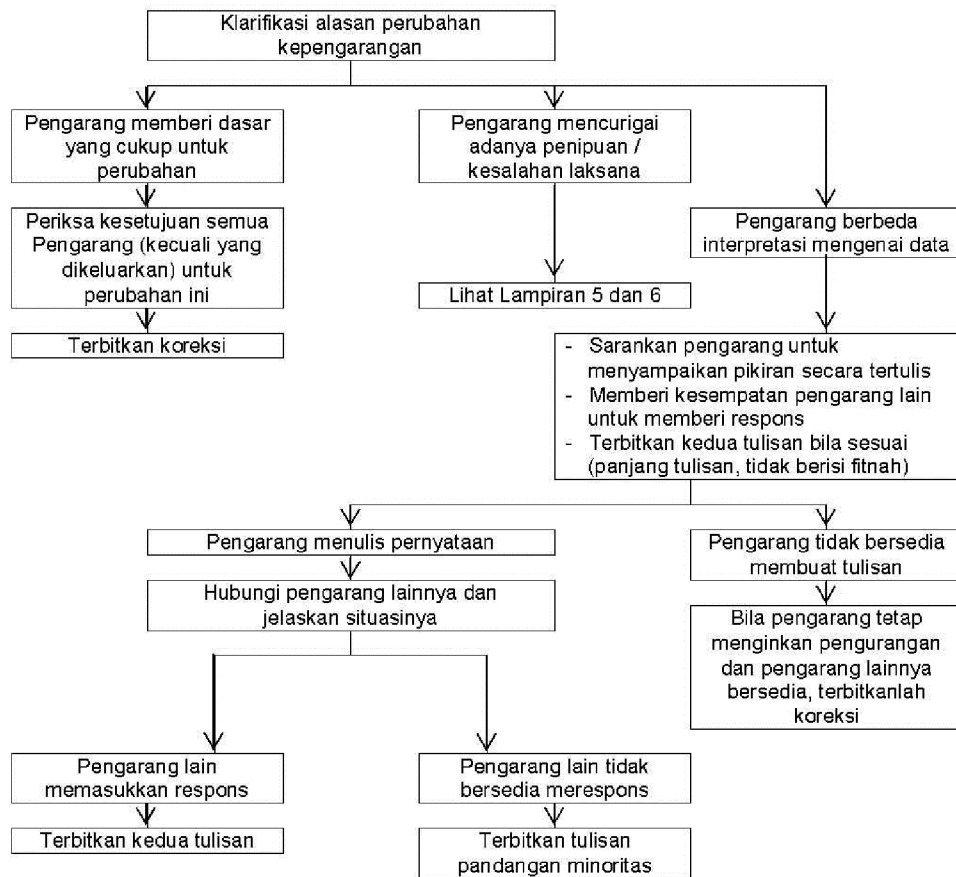 Klarifikasi alasan perubahan
kepengarangan
Pengarang memberi dasar
yang cukup untuk
perubahan
Pengarang mencurigai
adanya penipuan /
kesalahan laksana
Periksa kesetujuan semua
Pengarang (kecuali yang
dikeluarkan) untuk
perubahan ini
Pengarang berbeda
interpretasi mengenai data
Lihat Lampiran 5 dan 6
Terbitkan koreksi
- Sarankan pengarang untuk
menyampaikan pikiran secara tertulis
- Memberi kesempatan pengarang lain
untuk memberi respons
- Terbitkan kedua tulisan bila sesuai
(panjang tulisan, tidak berisi fitnah)
Pengarang menulis pernyataan
Pengarang tidak bersedia
membuat tulisan
Hubungi pengarang lainnya dan
jelaskan situasinya
Bila pengarang tetap
menginkan pengurangan
dan pengarang lainnya
bersedia, terbitkanlah
koreksi
Pengarang lain
memasukkan respons
Pengarang lain tidak
bersedia merespons
Terbitkan kedua tulisan
Terbitkan tulisan
pandangan minoritas